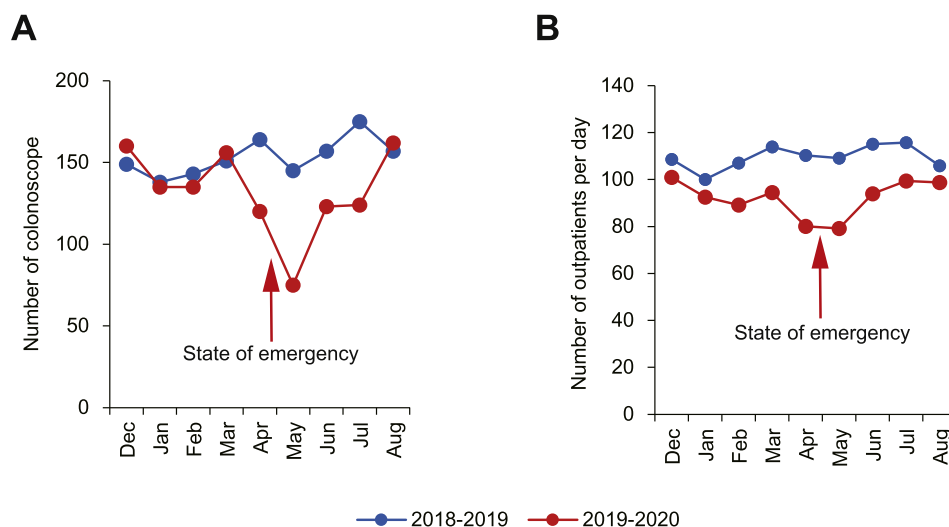 A
Number of colonoscope
200
150
100
50
0
State of emergency
Dec
Jan
Feb
Mar
Apr
May
Jun
Jul
Aug
B
Number of outpatients per day
140
120
100
80
60
40
20
0
State of emergency
Dec
Jan
Feb
Mar
Apr
May
Jun
Jul
Aug
2018-2019
2019-2020